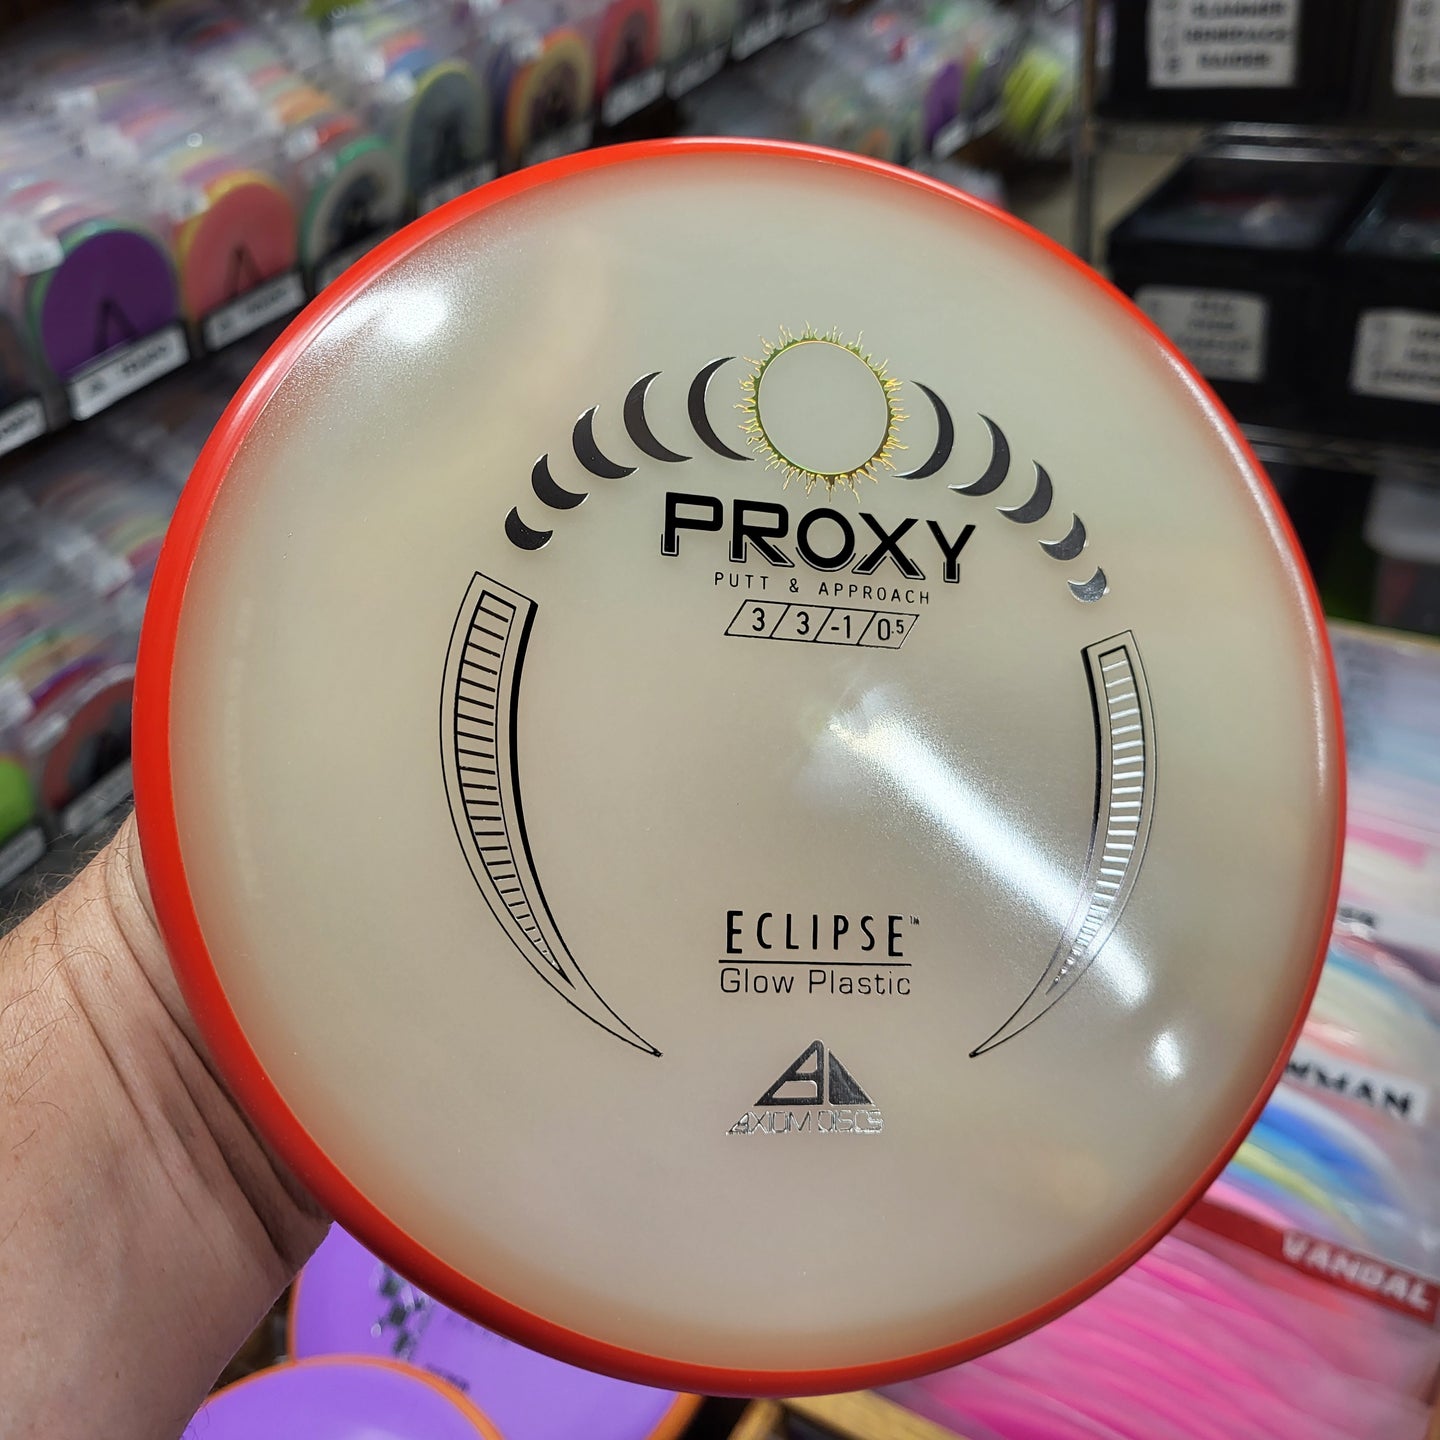 PROXY
PUTT & APPROACH
3/3/-1/0.5
ECLIPSE™
Glow Plastic
AXIOM DISCS
VANDAL